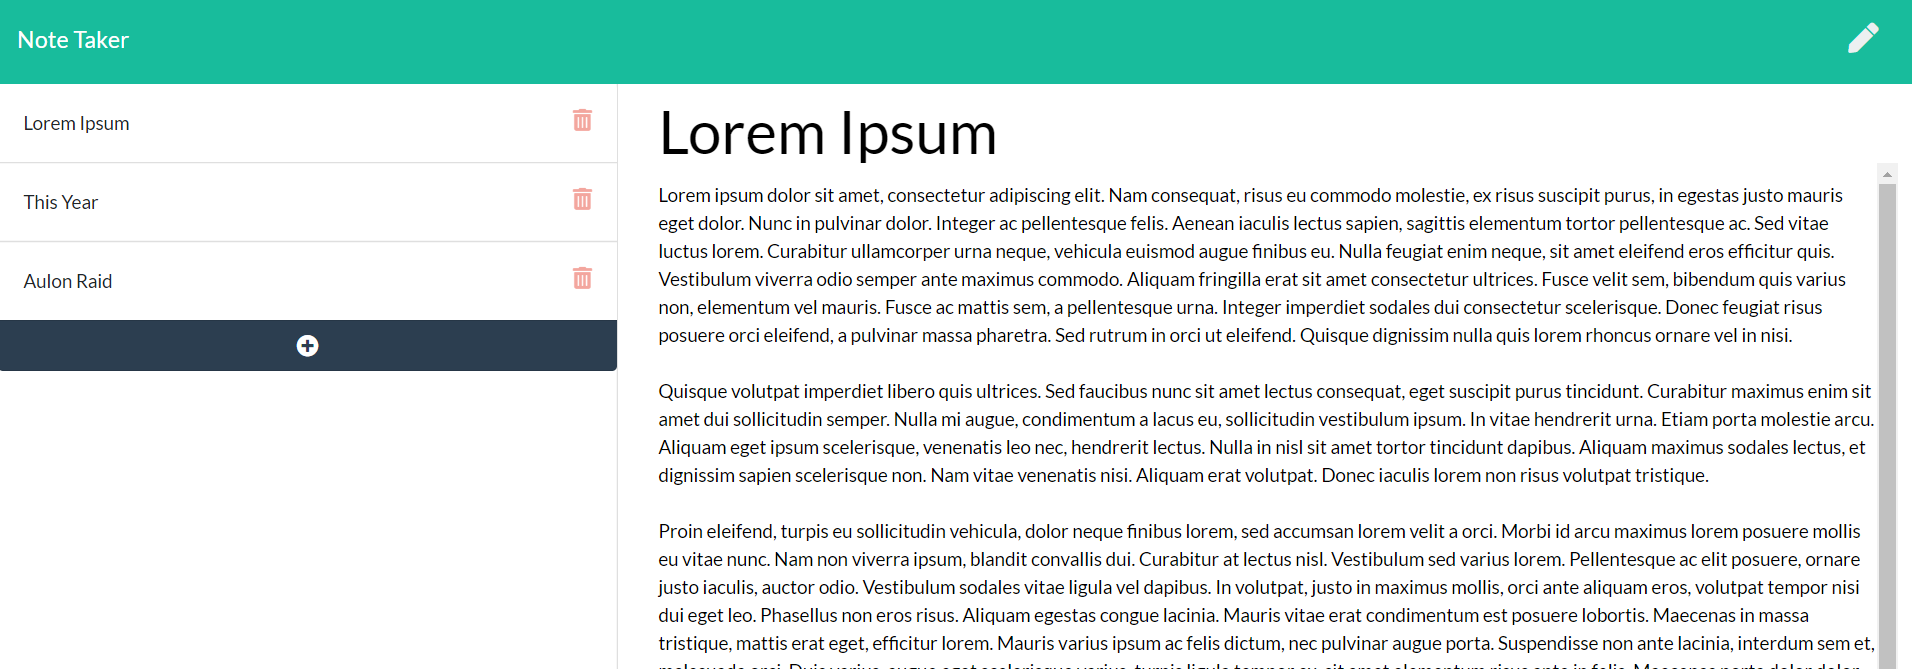 Note Taker
Lorem Ipsum
This Year
Aulon Raid
Lorem Ipsum
Lorem ipsum dolor sit amet, consectetur adipiscing elit. Nam consequat, risus eu commodo molestie, ex risus suscipit purus, in egestas justo mauris
eget dolor. Nunc in pulvinar dolor. Integer ac pellentesque felis. Aenean iaculis lectus sapien, sagittis elementum tortor pellentesque ac. Sed vitae
luctus lorem. Curabitur ullamcorper urna neque, vehicula euismod augue finibus eu. Nulla feugiat enim neque, sit amet eleifend eros efficitur quis.
Vestibulum viverra odio semper ante maximus commodo. Aliquam fringilla erat sit amet consectetur ultrices. Fusce velit sem, bibendum quis varius
non, elementum vel mauris. Fusce ac mattis sem, a pellentesque urna. Integer imperdiet sodales dui consectetur scelerisque. Donec feugiat risus
posuere orci eleifend, a pulvinar massa pharetra. Sed rutrum in orci ut eleifend. Quisque dignissim nulla quis lorem rhoncus ornare vel in nisi.
Quisque volutpat imperdiet libero quis ultrices. Sed faucibus nunc sit amet lectus consequat, eget suscipit purus tincidunt. Curabitur maximus enim sit
amet dui sollicitudin semper. Nulla mi augue, condimentum a lacus eu, sollicitudin vestibulum ipsum. In vitae hendrerit urna. Etiam porta molestie arcu.
Aliquam eget ipsum scelerisque, venenatis leo nec, hendrerit lectus. Nulla in nisl sit amet tortor tincidunt dapibus. Aliquam maximus sodales lectus, et
dignissim sapien scelerisque non. Nam vitae venenatis nisi. Aliquam erat volutpat. Donec iaculis lorem non risus volutpat tristique.
Proin eleifend, turpis eu sollicitudin vehicula, dolor neque finibus lorem, sed accumsan lorem velit a orci. Morbi id arcu maximus lorem posuere mollis
eu vitae nunc. Nam non viverra ipsum, blandit convallis dui. Curabitur at lectus nisl. Vestibulum sed varius lorem. Pellentesque ac elit posuere, ornare
justo iaculis, auctor odio. Vestibulum sodales vitae ligula vel dapibus. In volutpat, justo in maximus mollis, orci ante aliquam eros, volutpat tempor nisi
dui eget leo. Phasellus non eros risus. Aliquam egestas congue lacinia. Mauris vitae erat condimentum est posuere lobortis. Maecenas in massa
tristique, mattis erat eget, efficitur lorem. Mauris varius ipsum ac felis dictum, nec pulvinar augue porta. Suspendisse non ante lacinia, interdum sem et,